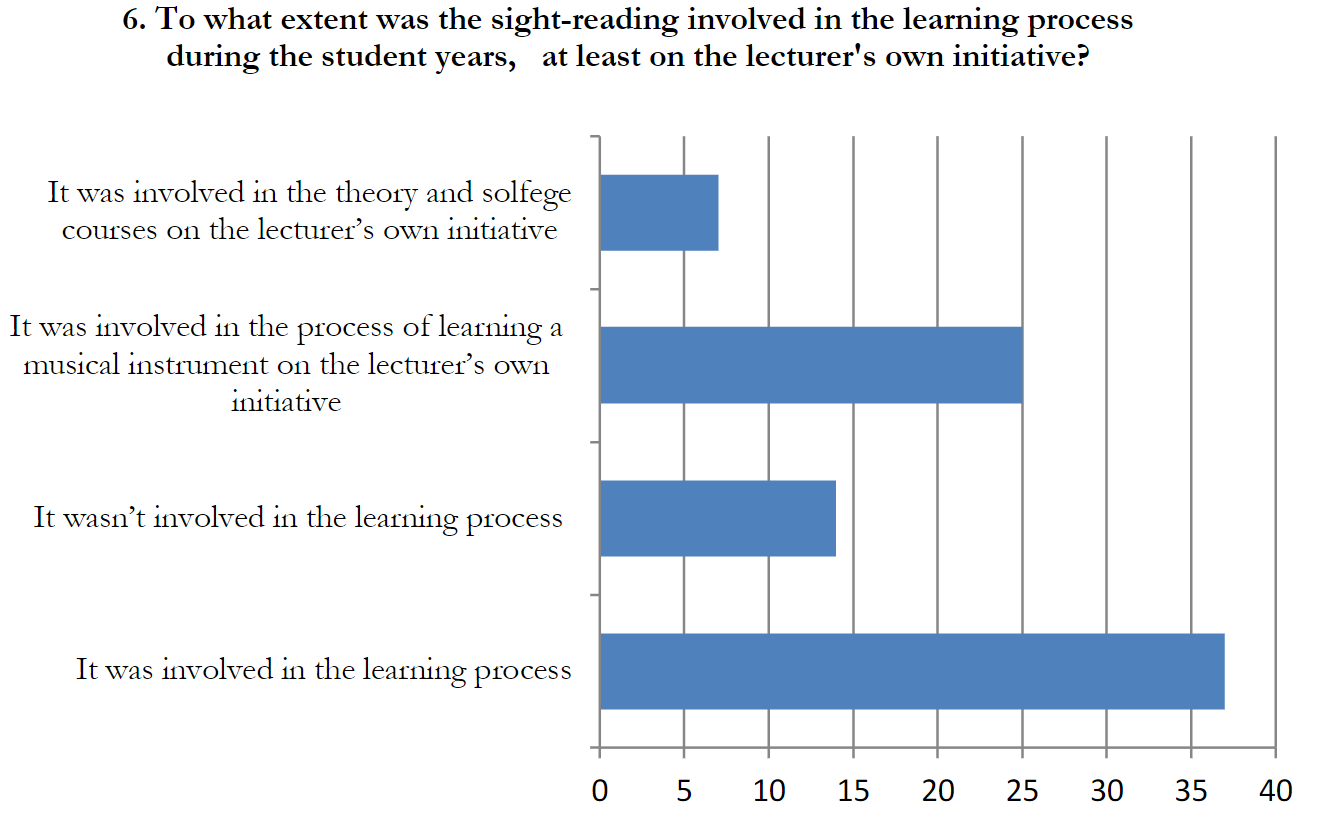 6. To what extent was the sight-reading involved in the learning process
during the student years, at least on the lecturer's own initiative?
It was involved in the theory and solfege
courses on the lecturer’s own initiative
It was involved in the process of learning a
musical instrument on the lecturer’s own
initiative
It wasn’t involved in the learning process
It was involved in the learning process
0 5 10 15 20 25 30 35 40